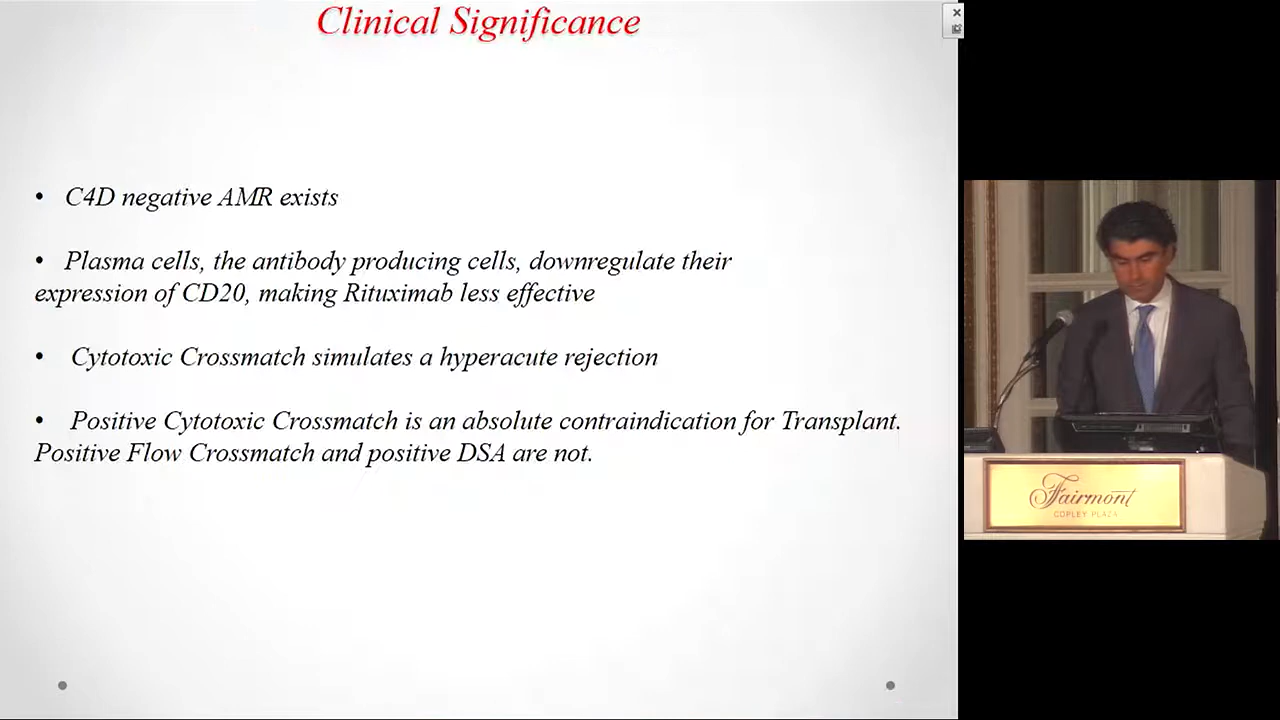 Clinical Significance
• C4D negative AMR exists
• Plasma cells, the antibody producing cells, downregulate their
expression of CD20, making Rituximab less effective
• Cytotoxic Crossmatch simulates a hyperacute rejection
• Positive Cytotoxic Crossmatch is an absolute contraindication for Transplant.
Positive Flow Crossmatch and positive DSA are not.
Fairmont
COPLEY PLAZA